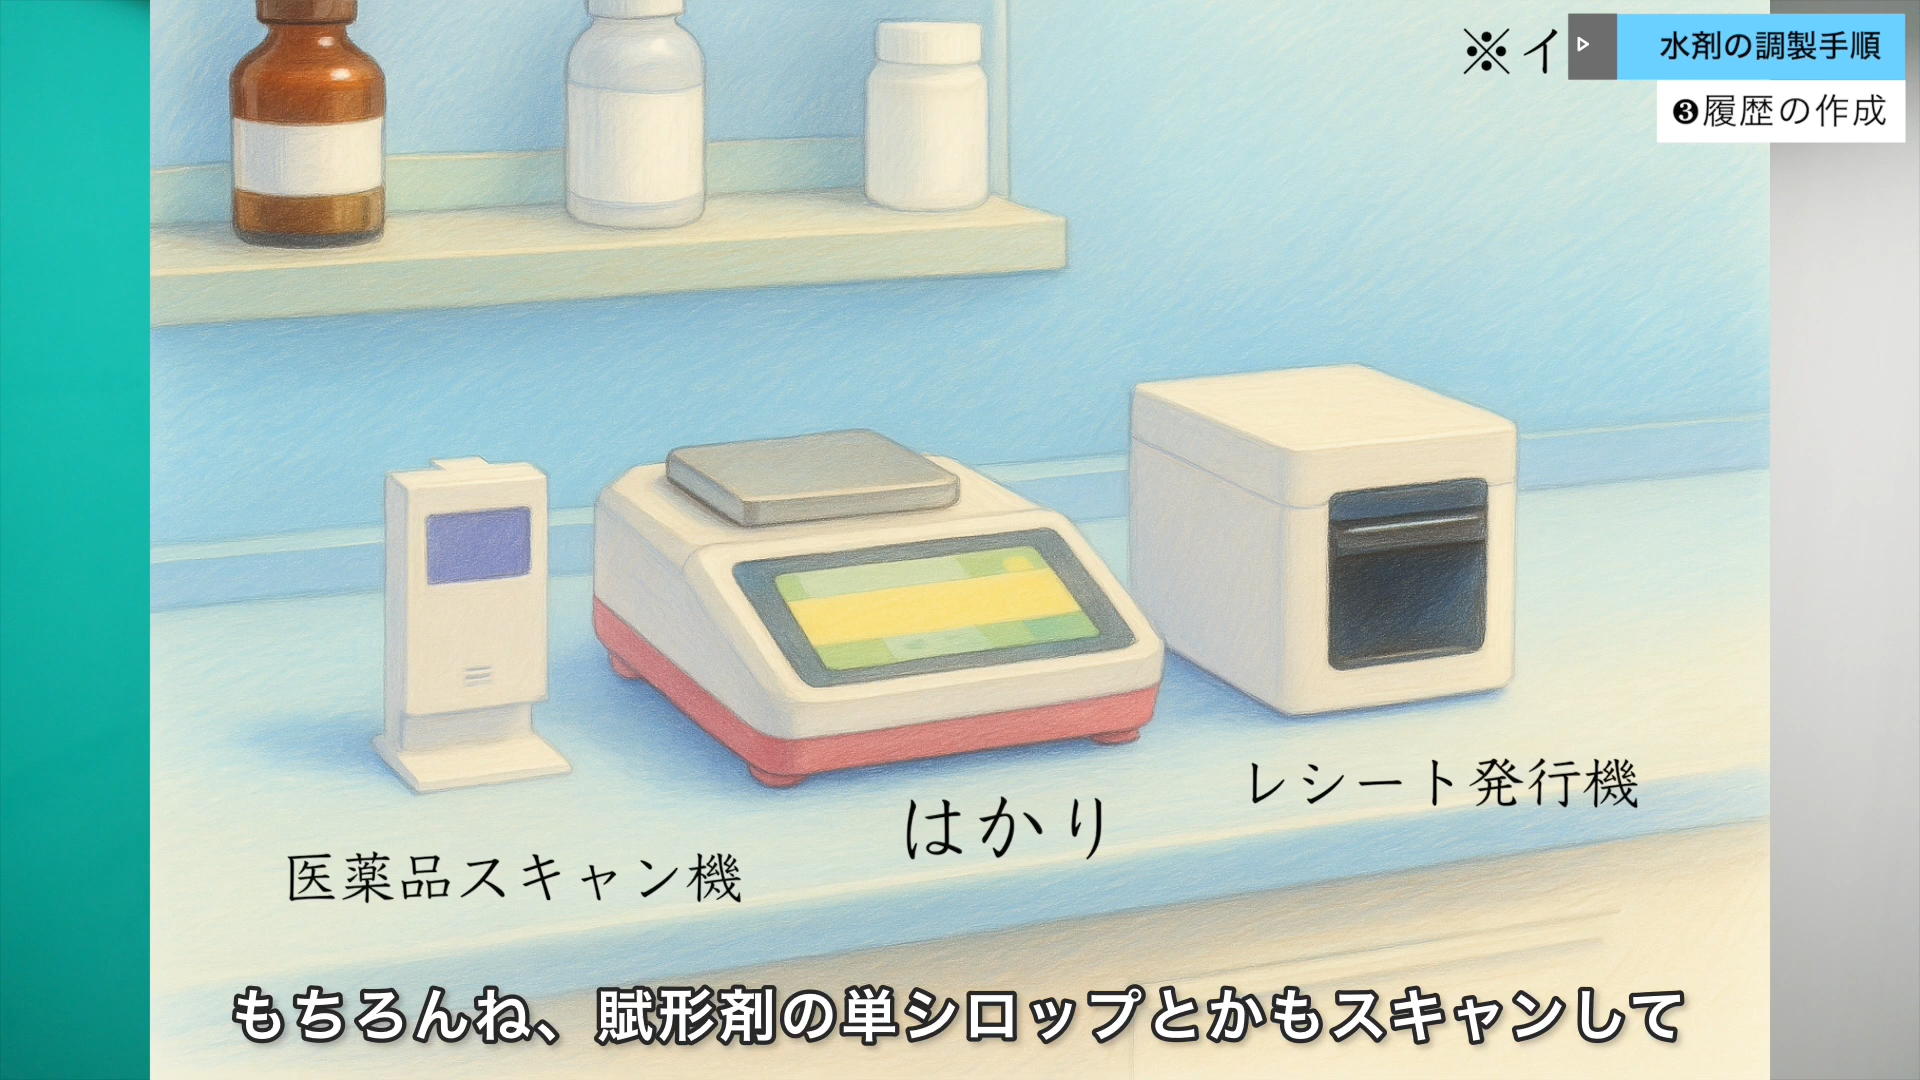 ※イ
水剤の調製手順
❸履歴の作成
レシート発行機
はかり
医薬品スキャン機
もちろんね、賦形剤の単シロップとかもスキャンして